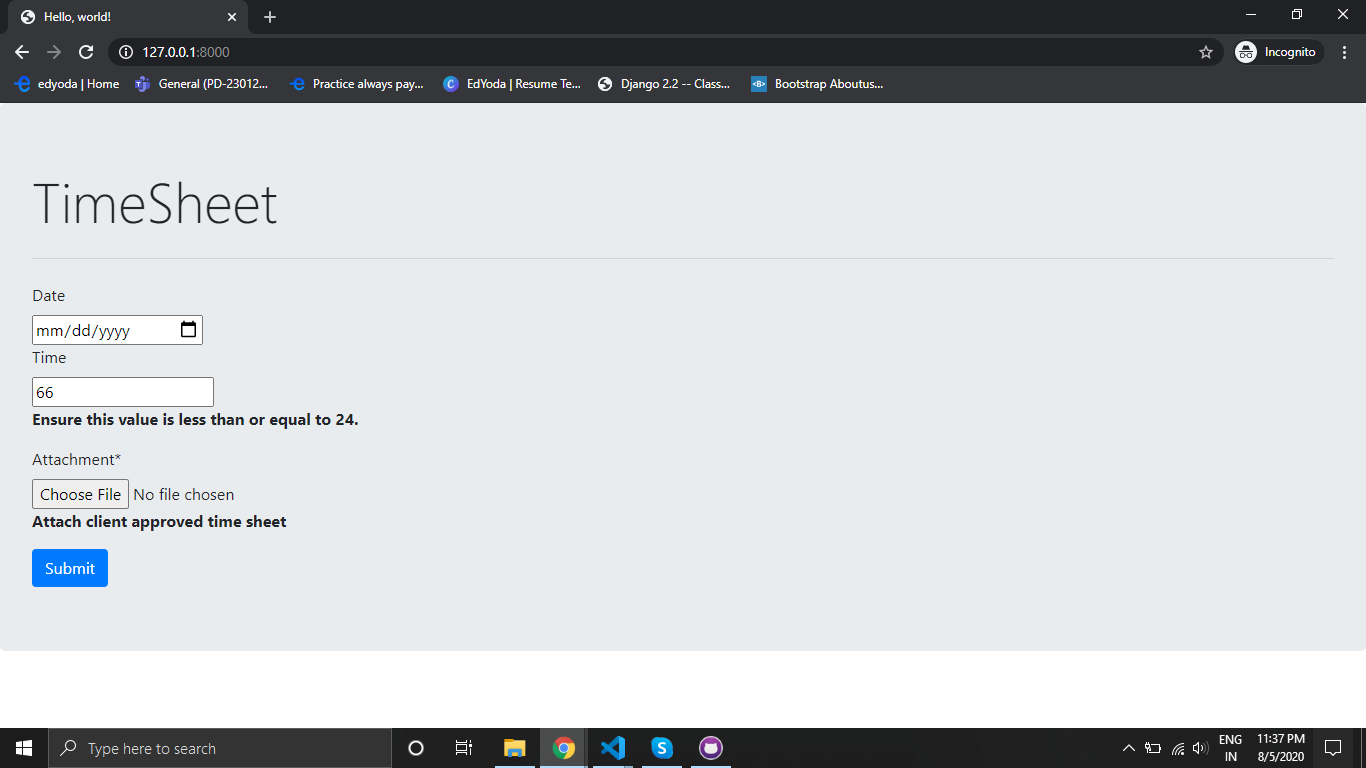 Hello, world!
127.0.0.1:8000
Incognito
edyoda | Home
General (PD-23012...
Practice always pay...
EdYoda | Resume Te...
Django 2.2 -- Class...
Bootstrap Aboutus...
TimeSheet
Date
mm/dd/yyyy
Time
66
Ensure this value is less than or equal to 24.
Attachment*
Choose File No file chosen
Attach client approved time sheet
Submit
Type here to search
ENG
IN
11:37 PM
8/5/2020